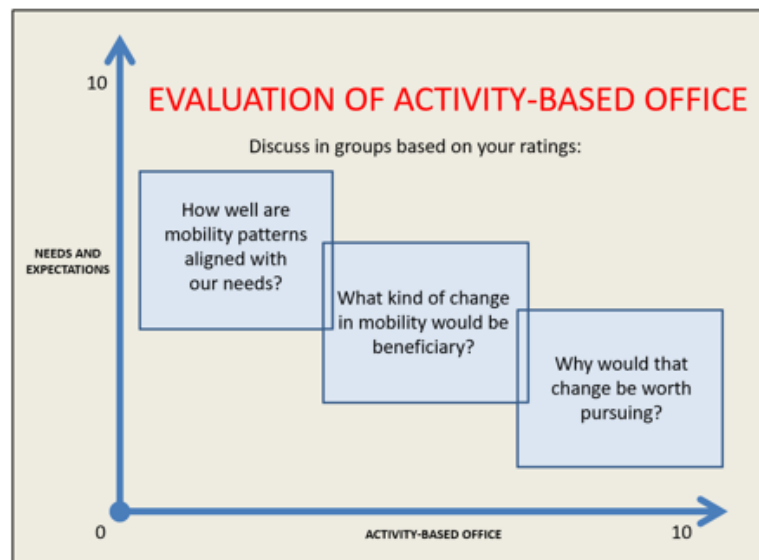 10
EVALUATION OF ACTIVITY-BASED OFFICE
Discuss in groups based on your ratings:
How well are
mobility patterns
aligned with
our needs?
NEEDS AND
EXPECTATIONS
What kind of change
in mobility would be
beneficiary?
Why would that
change be worth
pursuing?
0
ACTIVITY-BASED OFFICE
10